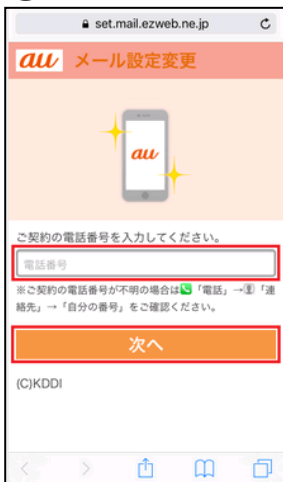 set.mail.ezweb.ne.jp
au メール設定変更
au
ご契約の電話番号を入力してください。
電話番号
※ご契約の電話番号が不明の場合は「電話」→「連
絡先」→「自分の番号」をご確認ください。
次へ
(C)KDDI